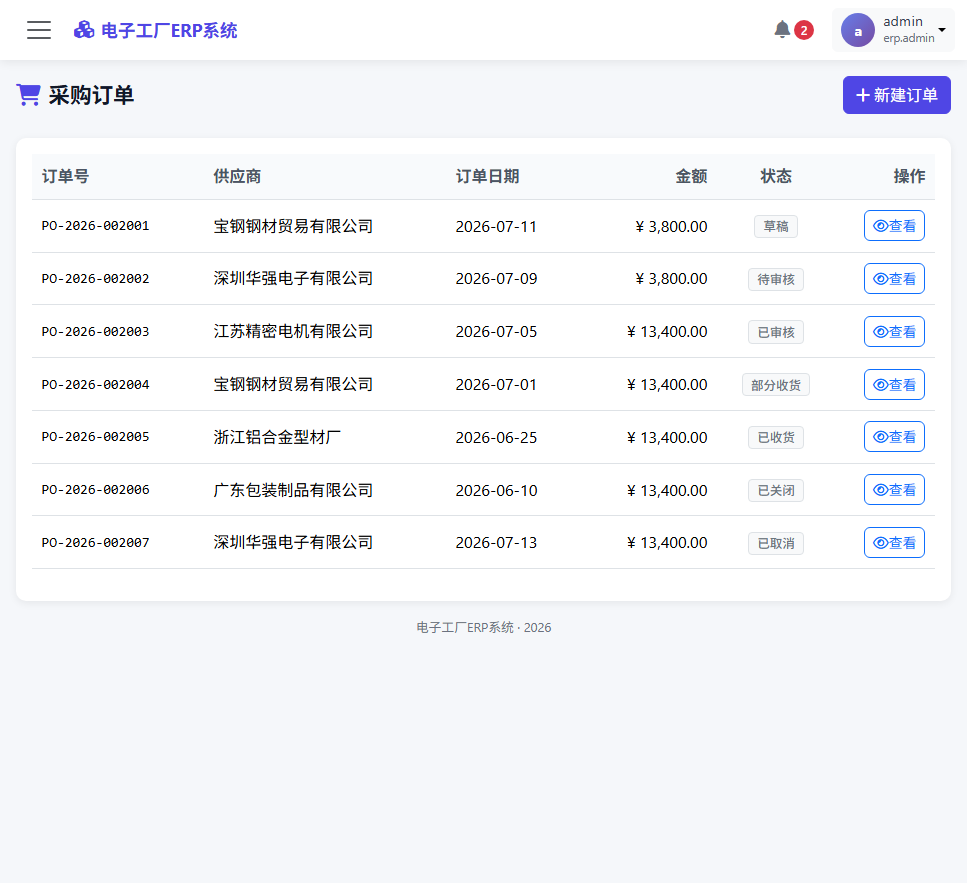 电子工厂ERP系统
2
a
admin
erp.admin
采购订单
新建订单
订单号 供应商 订单日期 金额 状态 操作
PO-2026-002001 宝钢钢材贸易有限公司 2026-07-11 ¥ 3,800.00 草稿 查看
PO-2026-002002 深圳华强电子有限公司 2026-07-09 ¥ 3,800.00 待审核 查看
PO-2026-002003 江苏精密电机有限公司 2026-07-05 ¥ 13,400.00 已审核 查看
PO-2026-002004 宝钢钢材贸易有限公司 2026-07-01 ¥ 13,400.00 部分收货 查看
PO-2026-002005 浙江铝合金型材厂 2026-06-25 ¥ 13,400.00 已收货 查看
PO-2026-002006 广东包装制品有限公司 2026-06-10 ¥ 13,400.00 已关闭 查看
PO-2026-002007 深圳华强电子有限公司 2026-07-13 ¥ 13,400.00 已取消 查看
电子工厂ERP系统 · 2026